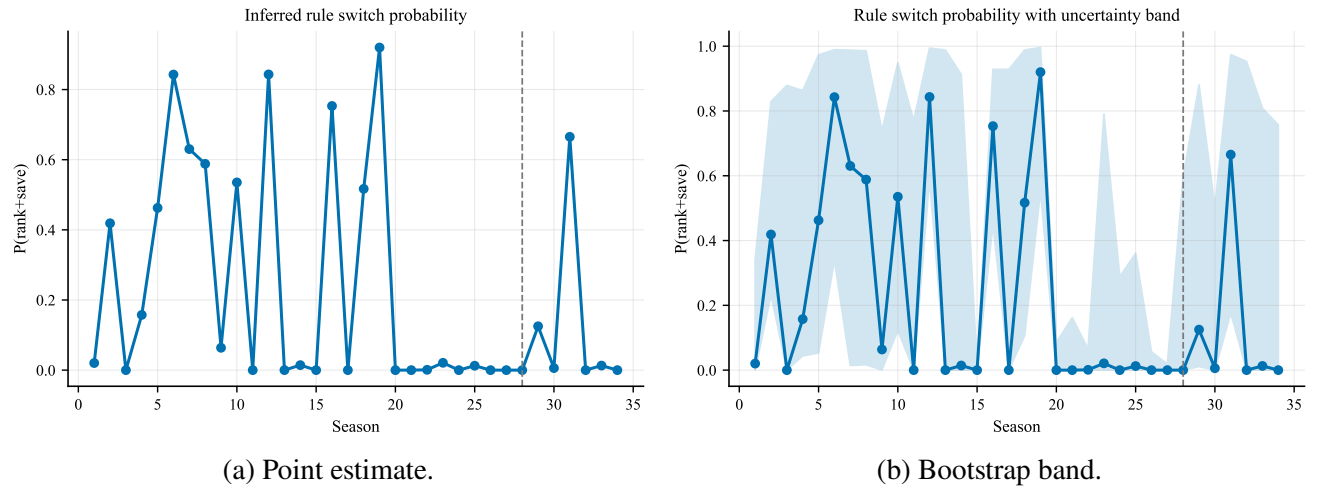 Inferred rule switch probability
P(rank+save)
0.8
0.6
0.4
0.2
0.0
0 5 10 15 20 25 30 35
Season
(a) Point estimate.
Rule switch probability with uncertainty band
P(rank+save)
1.0
0.8
0.6
0.4
0.2
0.0
0 5 10 15 20 25 30 35
Season
(b) Bootstrap band.